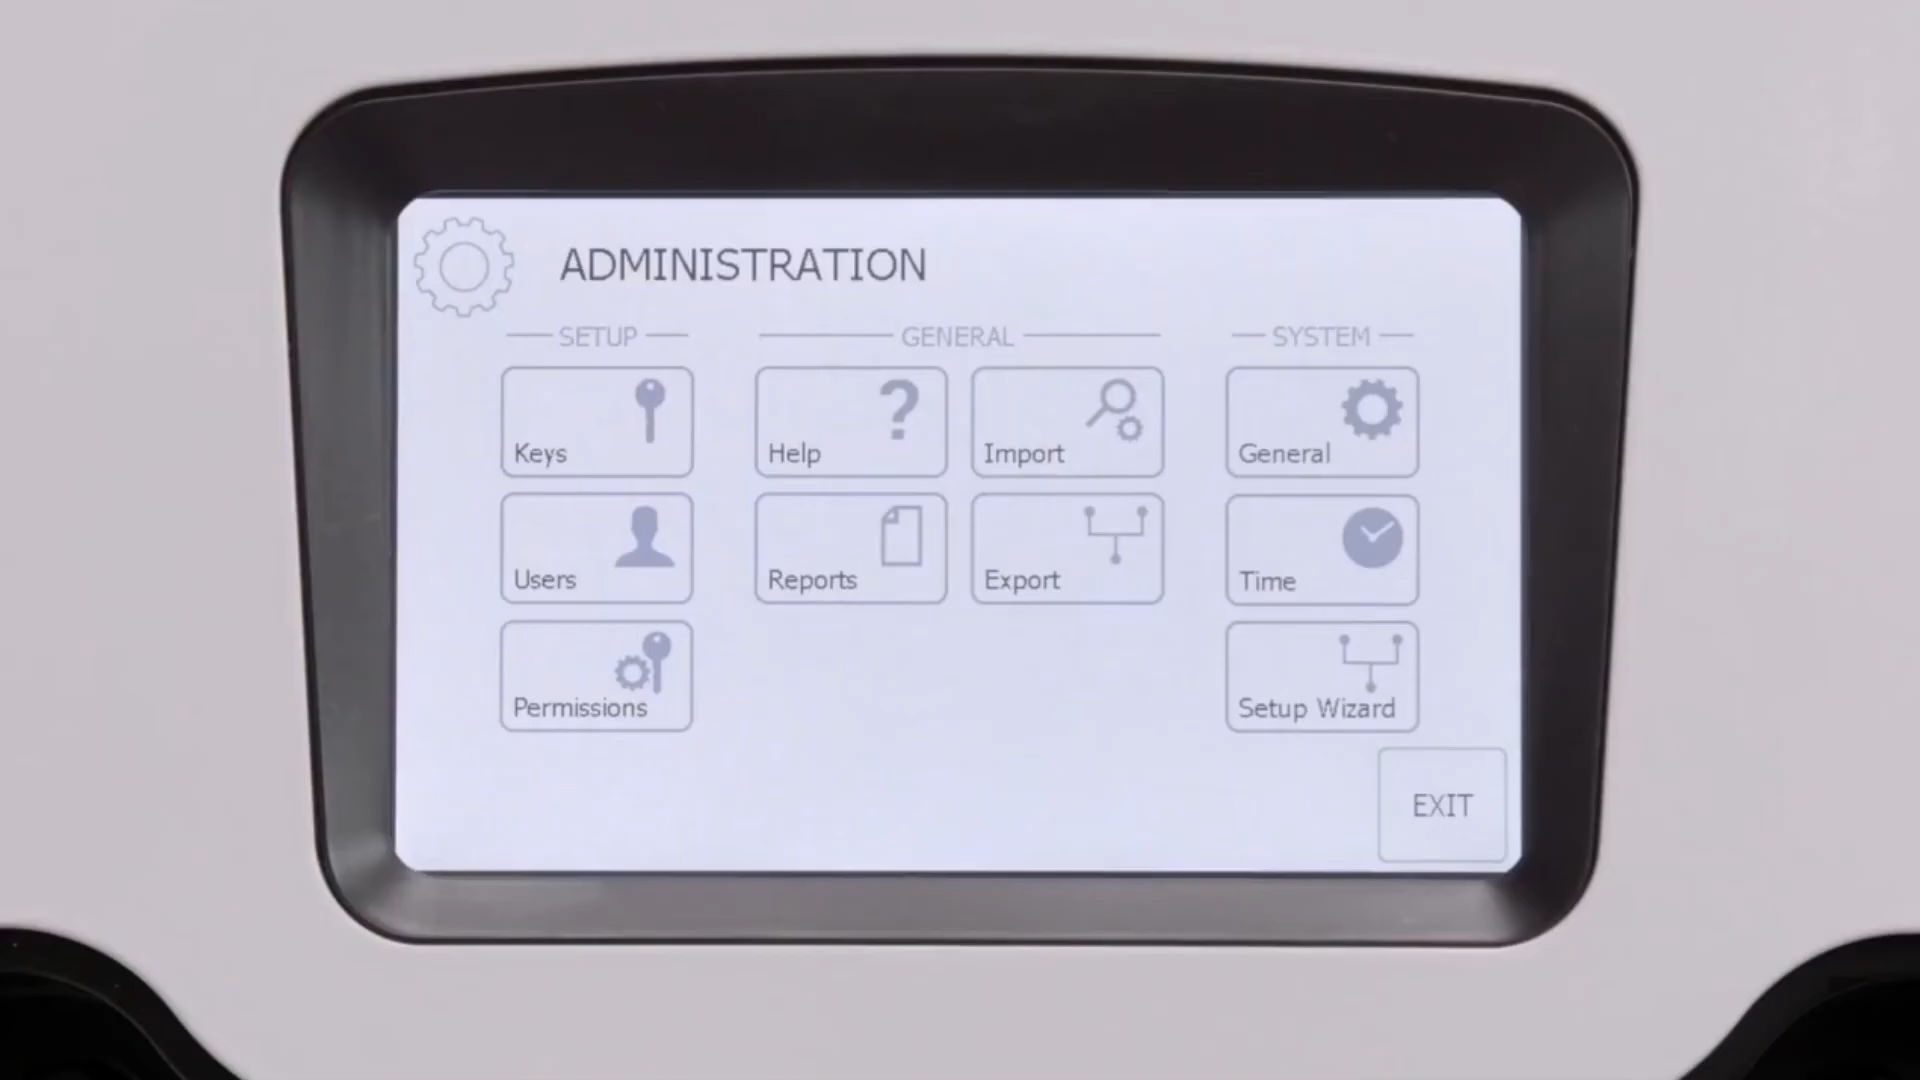 ADMINISTRATION
SETUP
Keys
Users
Permissions
GENERAL
Help
Import
Reports
Export
SYSTEM
General
Time
Setup Wizard
EXIT